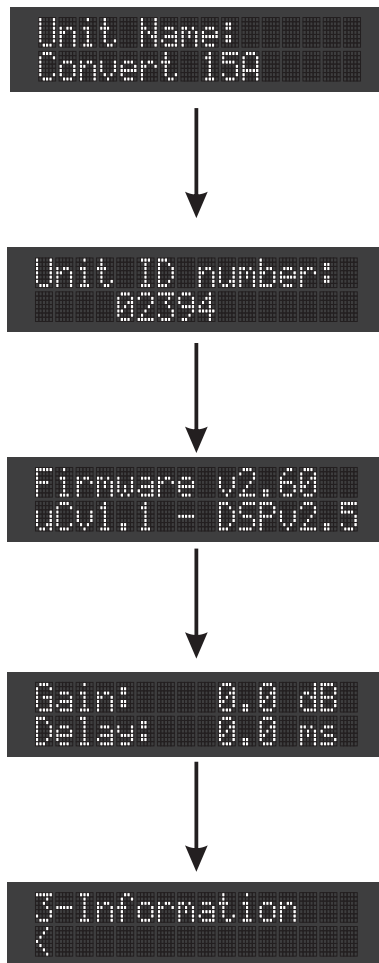 Unit Name:
Convert 15A
Unit ID number:
02394
Firmware v2.60
uCv1.1 - DSPv2.5
Gain: 0.0 dB
Delay: 0.0 ms
3-Information
<